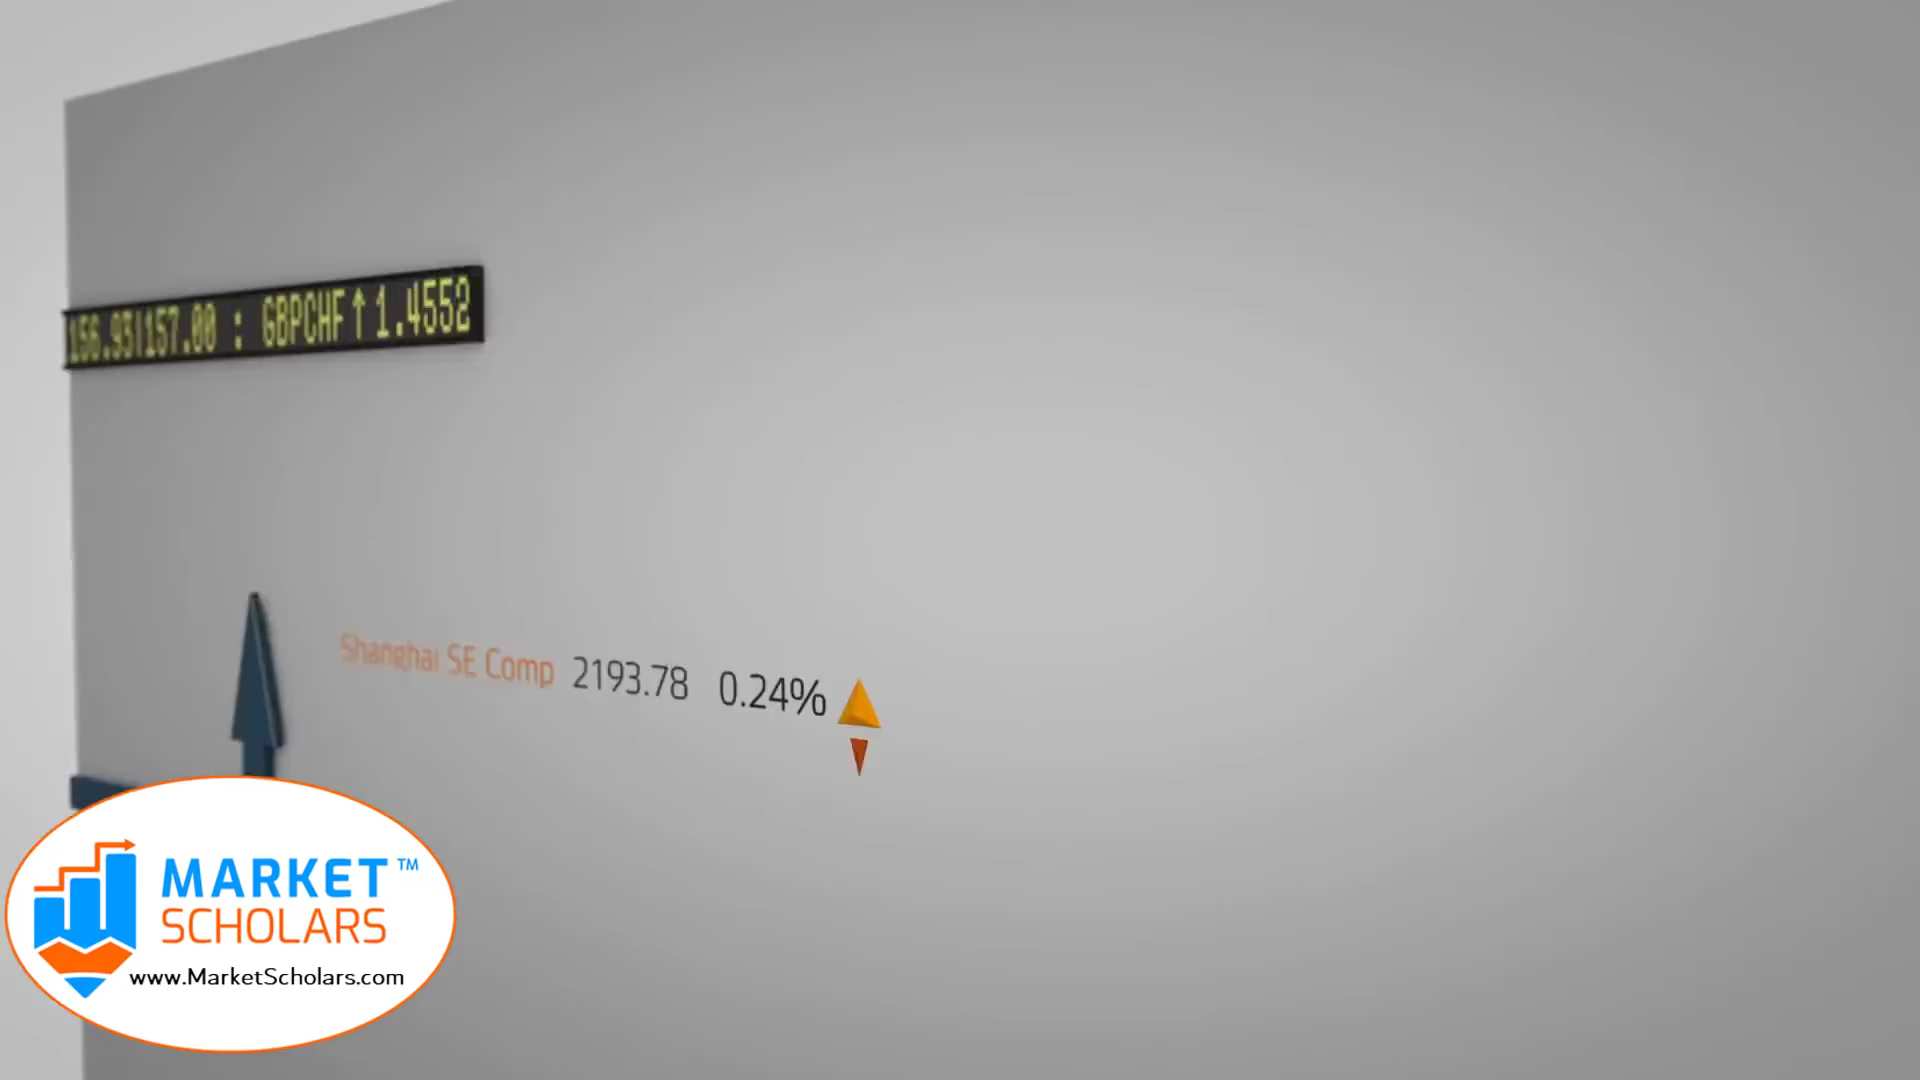 156.93|157.00 : GBPCHF↑1.4552
Shanghai SE Comp 2193.78 0.24%
MARKET™
SCHOLARS
www.MarketScholars.com